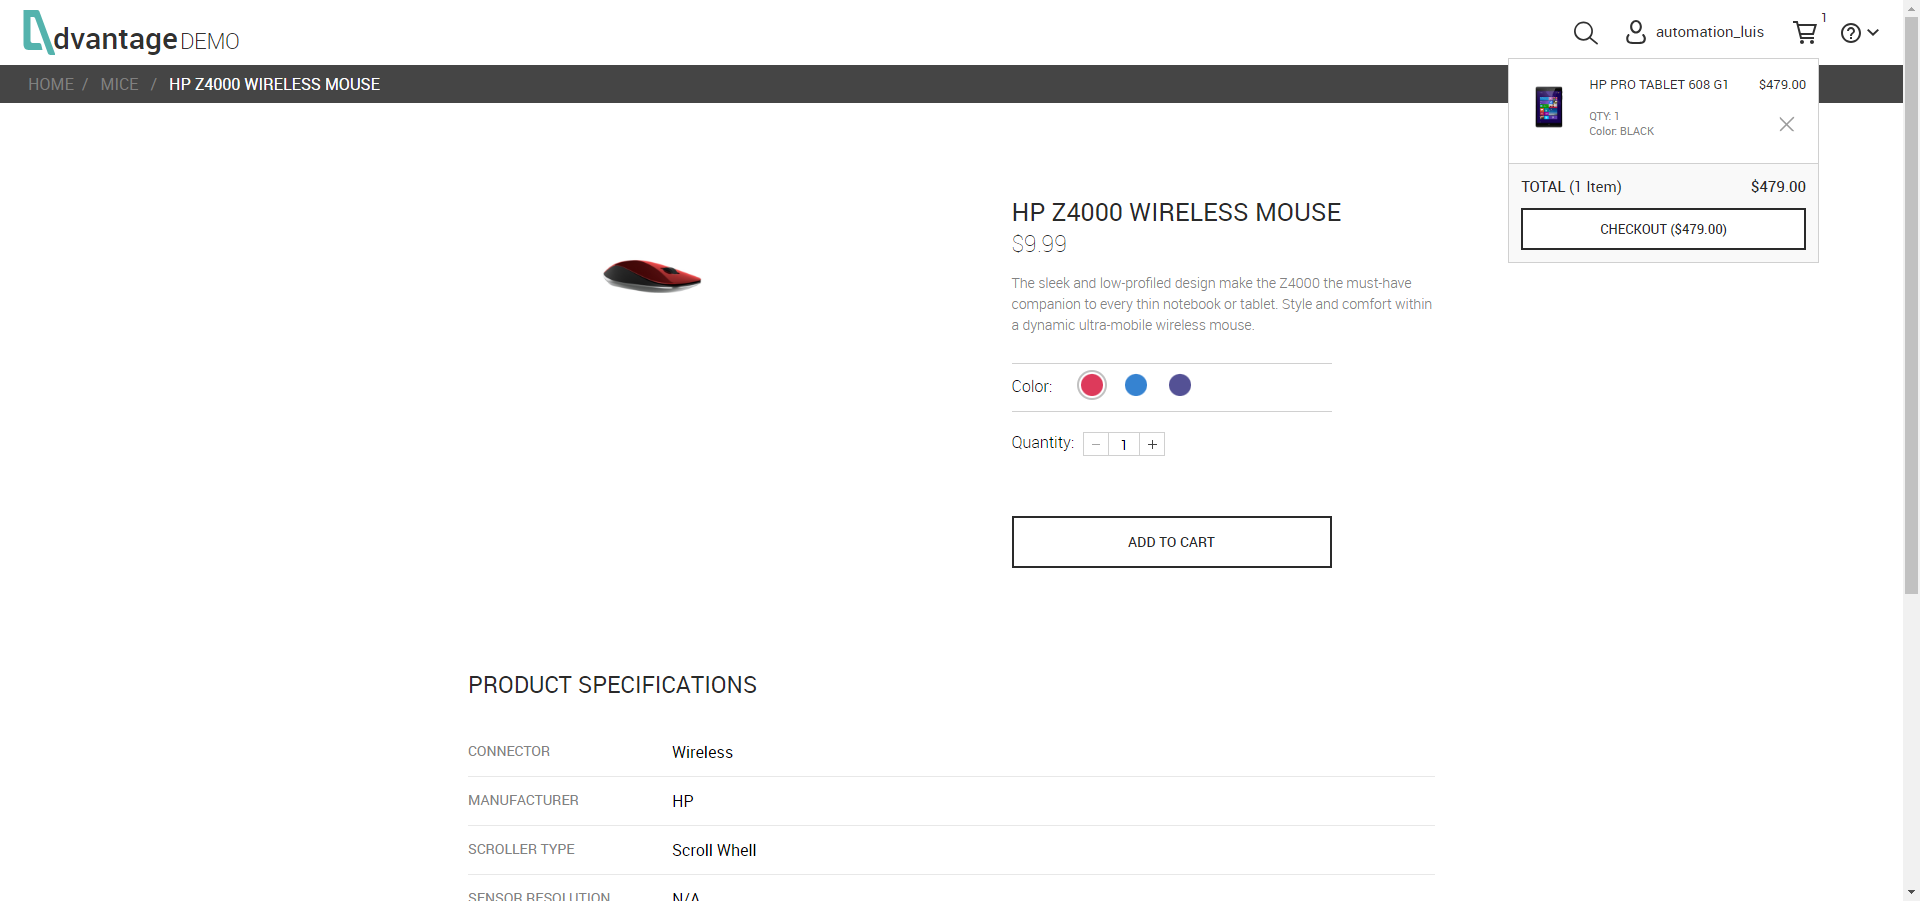 dvantage DEMO
automation_luis
1
HOME / MICE / HP Z4000 WIRELESS MOUSE
HP PRO TABLET 608 G1 $479.00
QTY: 1
Color: BLACK
TOTAL (1 Item) $479.00
CHECKOUT ($479.00)
HP Z4000 WIRELESS MOUSE
$9.99
The sleek and low-profiled design make the Z4000 the must-have
companion to every thin notebook or tablet. Style and comfort within
a dynamic ultra-mobile wireless mouse.
Color:
Quantity: − 1 +
ADD TO CART
PRODUCT SPECIFICATIONS
CONNECTOR Wireless
MANUFACTURER HP
SCROLLER TYPE Scroll Whell
SENSOR RESOLUTION N/A